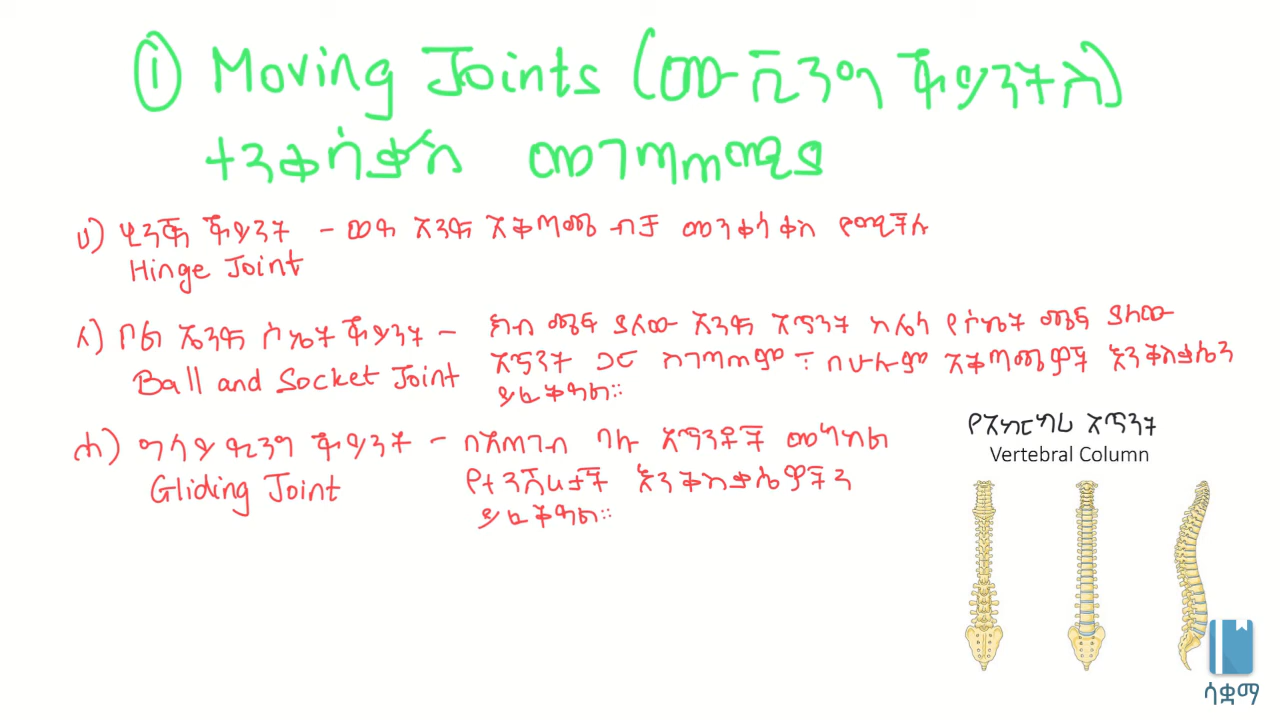 ① Moving Joints (ሙቪንግ ጆይንትስ)
ተንቀሳቃሽ መገጣጠሚያ
ሀ) ሂንጅ ጆይንት - ወደ አንድ አቅጣጫ ብቻ መንቀሳቀስ የሚችሉ
Hinge Joint
ለ) ቦል ኤንድ ሶኬት ጆይንት - ክብ ጫፍ ያለው አንድ አጥንት ከሌላ የሶኬት ጫፍ ያለው
አጥንት ጋር ስገጣጠም ፣ በሁሉም አቅጣጫዎች እንቅስቃሴን
Ball and Socket Joint
ይፈቅዳል።
ሐ) ግላይዲንግ ጆይንት - በአጠገብ ባሉ አጥንቶች መካከል
Gliding Joint
የተንሸራታች እንቅስቃሴዎችን
ይፈቅዳል።
የአከርካሪ አጥንት
Vertebral Column
ሳቋማ